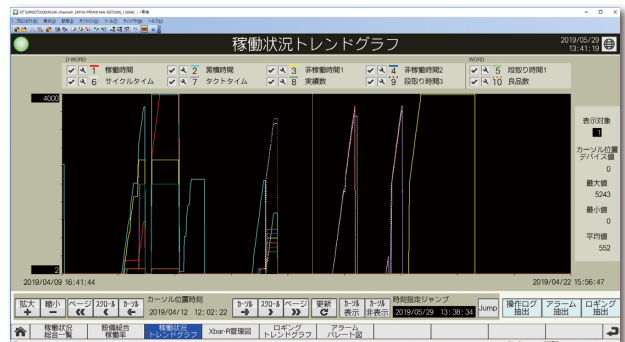 稼働状況トレンドグラフ
2019/05/29
13:41:19
D-WORD
WORD
1 稼働時間
2 累積時間
3 非稼働時間1
4 非稼働時間2
5 段取り時間1
6 サイクルタイム
7 タクトタイム
8 実績数
9 段取り時間3
10 良品数
4000
2
表示対象
1
カーソル位置
デバイス値
0
最大値
5243
最小値
0
平均値
552
2019/04/09 16:41:44
2019/04/22 15:56:47
拡大
縮小
ページ
スクロール
カーソル
カーソル位置時刻
2019/04/12 12:02:22
カーソル
スクロール
ページ
更新
カーソル
表示
カーソル
非表示
時刻指定ジャンプ
2019/05/29 13:38:34
Jump
操作ログ
抽出
アラーム
抽出
ロギング
抽出
稼働状況
総合一覧
設備総合
稼働率
稼働状況
トレンドグラフ
Xbar-R管理図
ロギング
トレンドグラフ
アラーム
パレート図